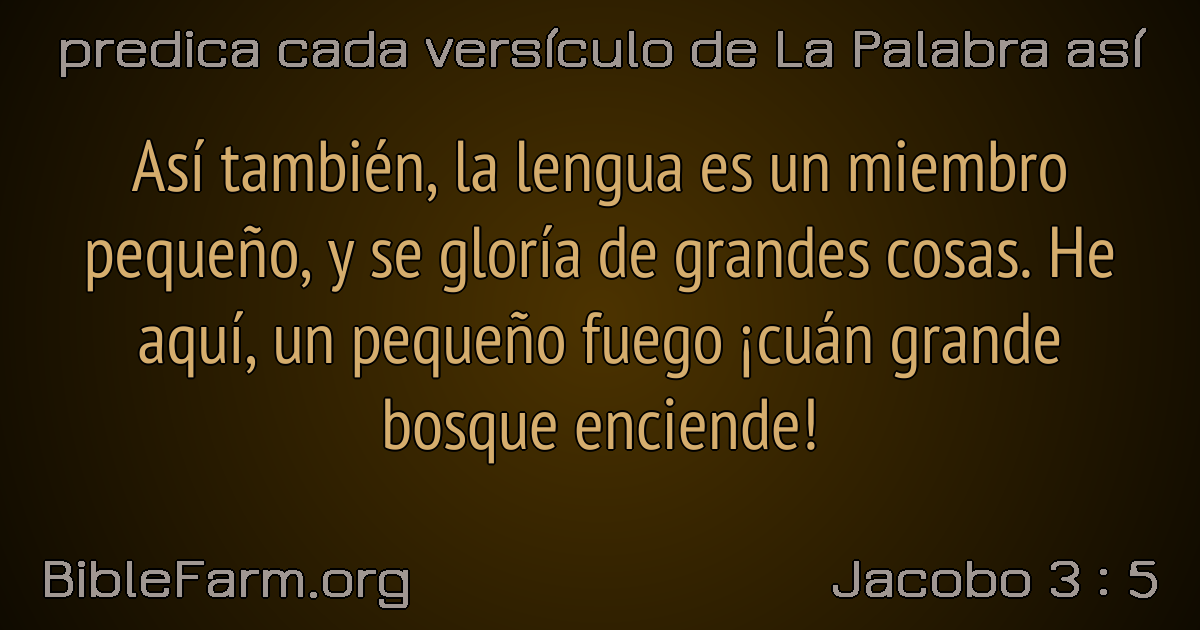 predica cada versículo de La Palabra así
Así también, la lengua es un miembro
pequeño, y se gloría de grandes cosas. He
aquí, un pequeño fuego ¡cuán grande
bosque enciende!
BibleFarm.org
Jacobo 3 : 5